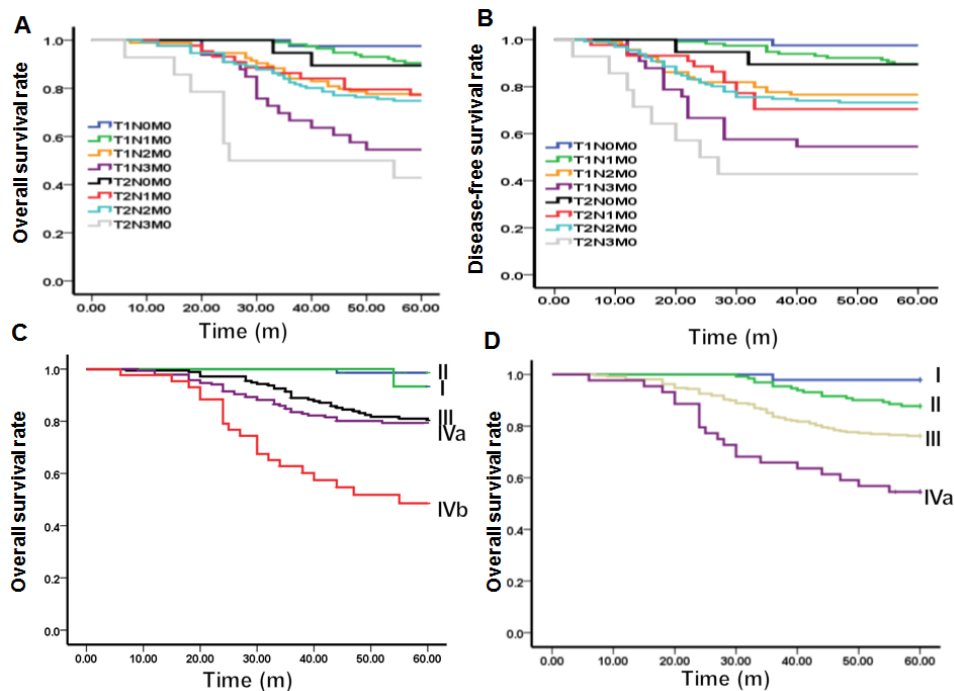 A
Overall survival rate
1.0
0.8
0.6
0.4
0.2
0.0
T1N0M0
T1N1M0
T1N2M0
T1N3M0
T2N0M0
T2N1M0
T2N2M0
T2N3M0
0.00 10.00 20.00 30.00 40.00 50.00 60.00
Time (m)
B
Disease-free survival rate
1.0
0.8
0.6
0.4
0.2
0.0
T1N0M0
T1N1M0
T1N2M0
T1N3M0
T2N0M0
T2N1M0
T2N2M0
T2N3M0
0.00 10.00 20.00 30.00 40.00 50.00 60.00
Time (m)
C
Overall survival rate
1.0
0.8
0.6
0.4
0.2
0.0
II
I
III
IVa
IVb
0.00 10.00 20.00 30.00 40.00 50.00 60.00
Time (m)
D
Overall survival rate
1.0
0.8
0.6
0.4
0.2
0.0
I
II
III
IVa
0.00 10.00 20.00 30.00 40.00 50.00 60.00
Time (m)